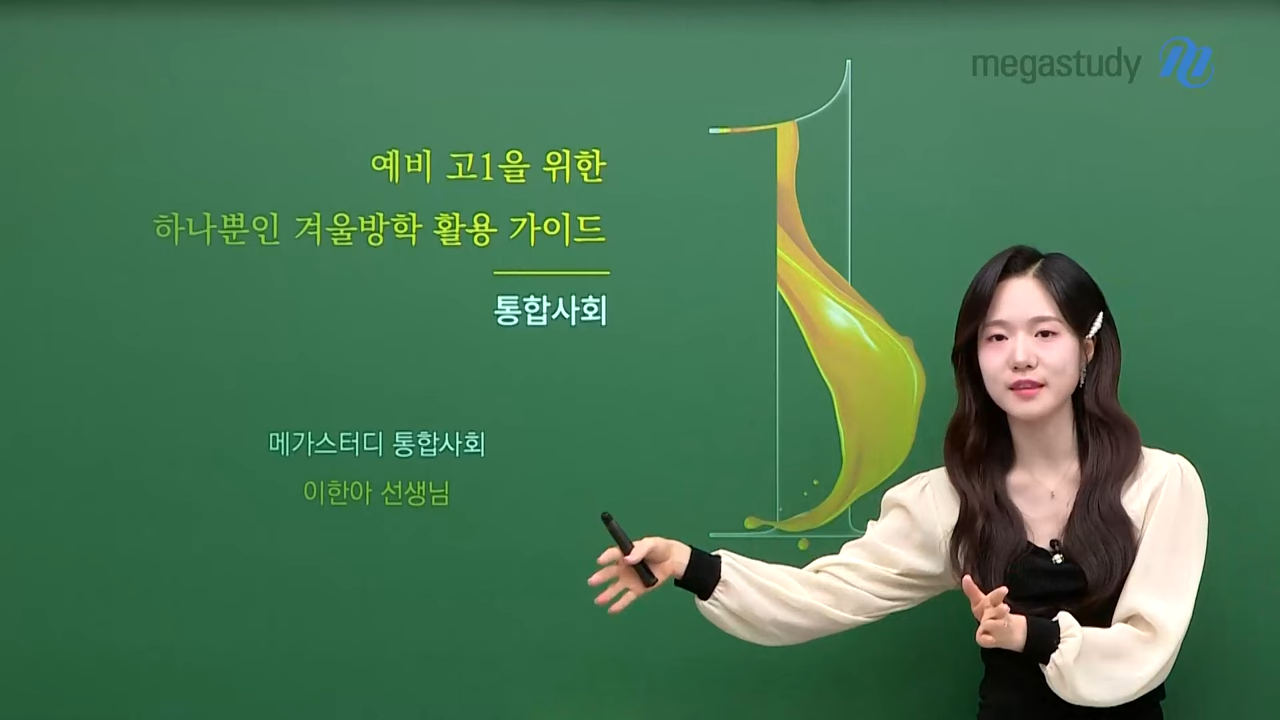 megastudy
예비 고1을 위한
하나뿐인 겨울방학 활용 가이드
통합사회
메가스터디 통합사회
이한아 선생님